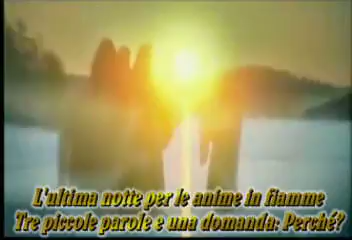 L'ultima notte per le anime in fiamme
Tre piccole parole e una domanda: Perché?